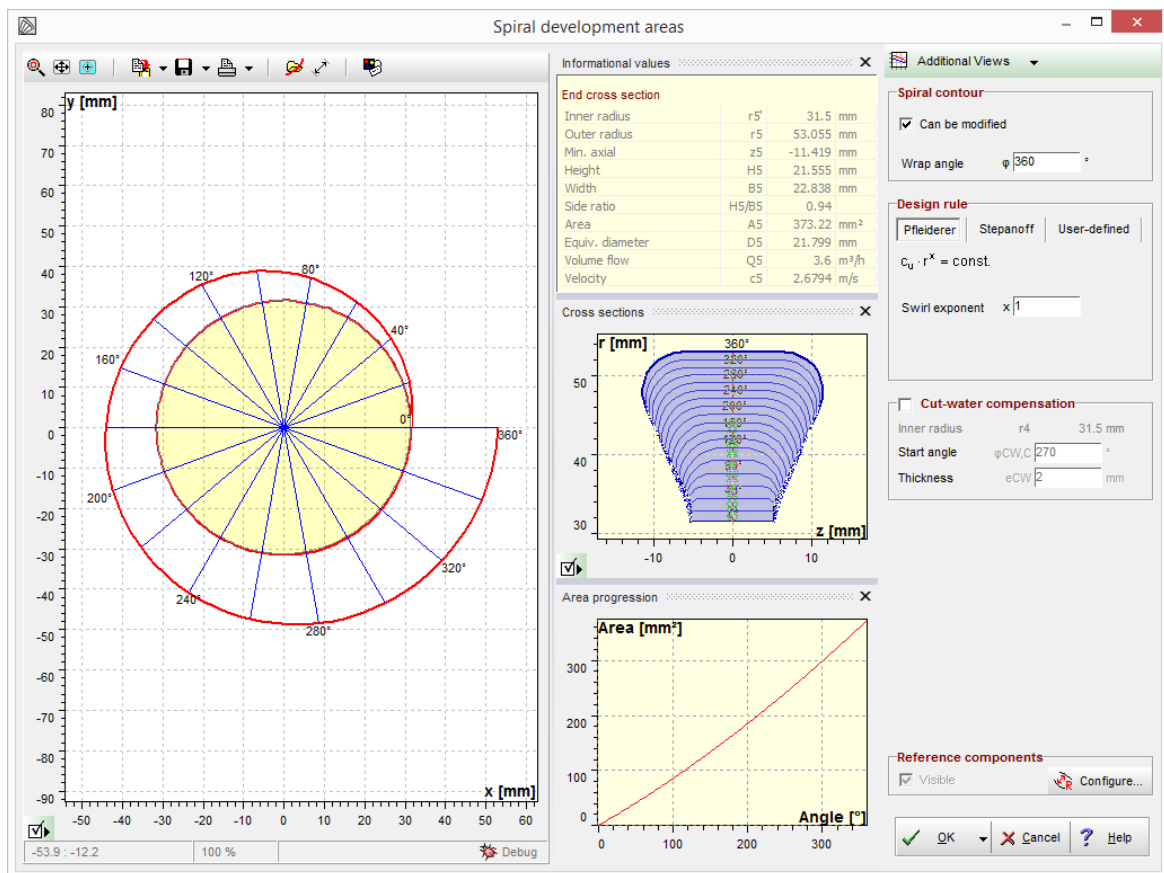 Spiral development areas
y [mm]
80
70
60
50
40
30
20
10
0
-10
-20
-30
-40
-50
-60
-70
-80
-90
120°
80°
40°
160°
0°
360°
200°
320°
240°
280°
x [mm]
-50 -40 -30 -20 -10 0 10 20 30 40 50 60
-53.9 : -12.2 100 % Debug
Informational values
End cross section
Inner radius r5' 31.5 mm
Outer radius r5 53.055 mm
Min. axial z5 -11.419 mm
Height H5 21.555 mm
Width B5 22.838 mm
Side ratio H5/B5 0.94
Area A5 373.22 mm²
Equiv. diameter D5 21.799 mm
Volume flow Q5 3.6 m³/h
Velocity c5 2.6794 m/s
Cross sections
r [mm]
360°
320°
280°
240°
200°
160°
120°
80°
50
40
30
z [mm]
-10 0 10
Area progression
Area [mm²]
300
200
100
0
Angle [°]
0 100 200 300
Additional Views
Spiral contour
Can be modified
Wrap angle φ 360 °
Design rule
Pfleiderer Stepanoff User-defined
cu · rx = const.
Swirl exponent x 1
Cut-water compensation
Inner radius r4 31.5 mm
Start angle φCW,C 270 °
Thickness eCW 2 mm
Reference components
Visible R Configure...
OK Cancel ? Help